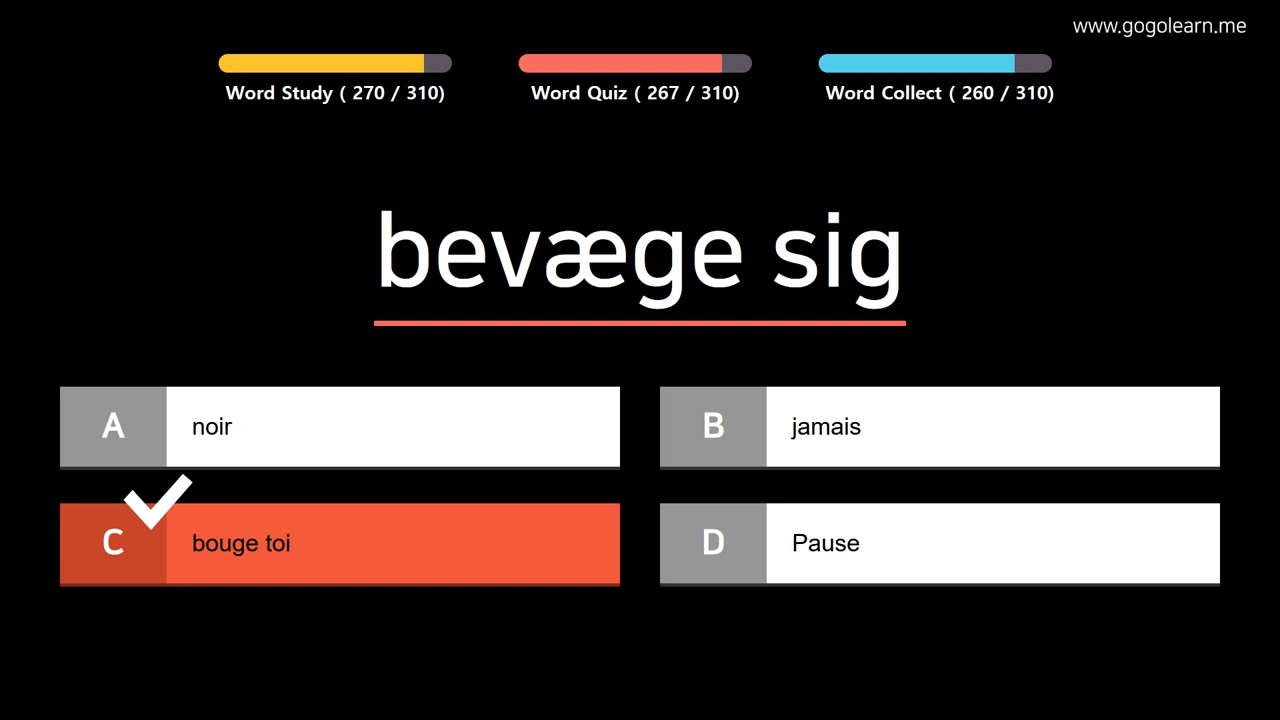 www.gogolearn.me
Word Study ( 270 / 310)
Word Quiz ( 267 / 310)
Word Collect ( 260 / 310)
bevæge sig
A
noir
B
jamais
C
bouge toi
D
Pause